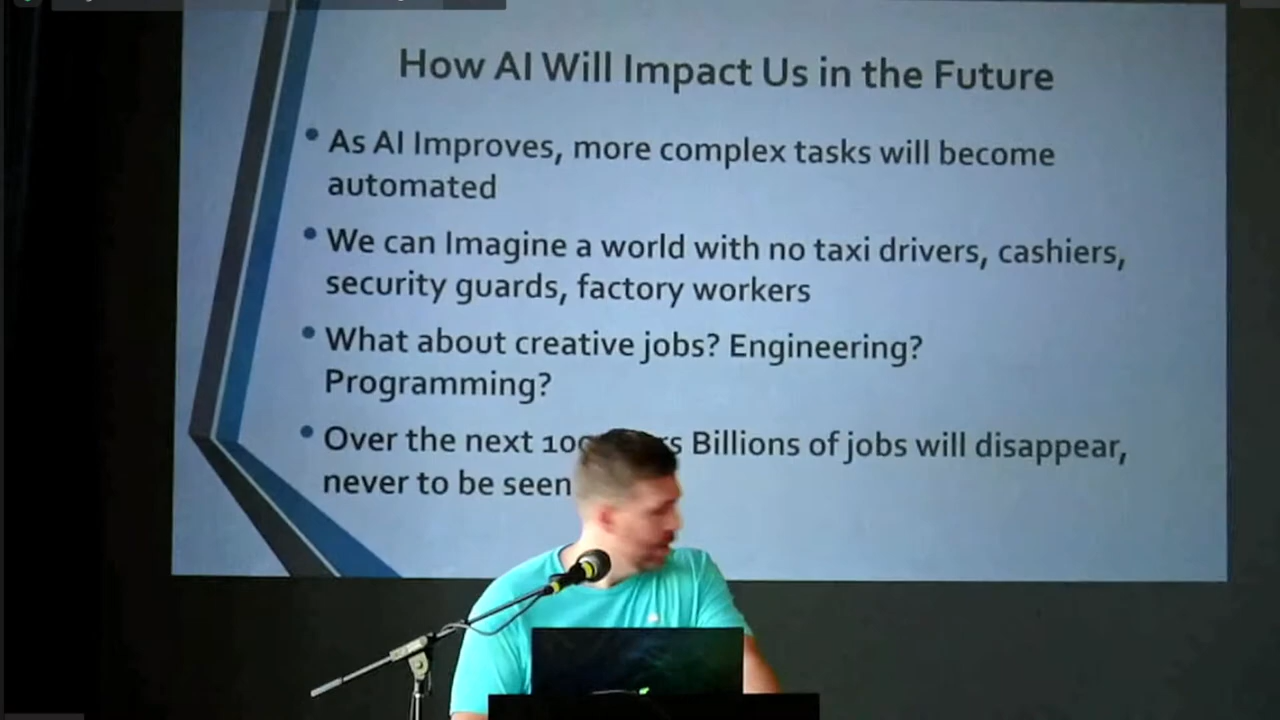 How AI Will Impact Us in the Future
• As AI Improves, more complex tasks will become
automated
• We can Imagine a world with no taxi drivers, cashiers,
security guards, factory workers
• What about creative jobs? Engineering?
Programming?
• Over the next Billions of jobs will disappear,
never to be seen